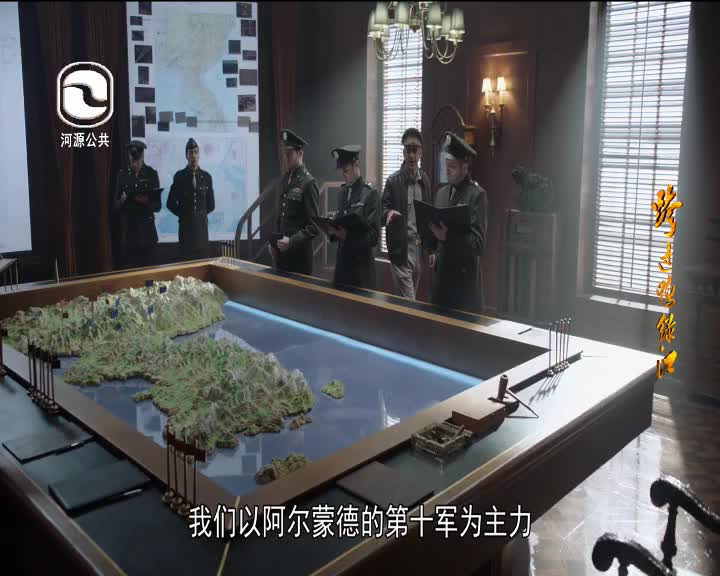 河源公共
跨过鸭绿江
我们以阿尔蒙德的第十军为主力